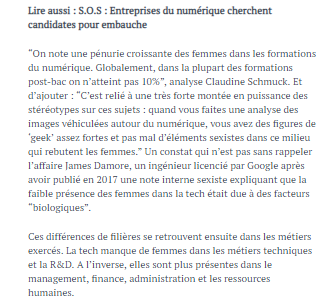 Lire aussi : S.O.S : Entreprises du numérique cherchent
candidates pour embauche
“On note une pénurie croissante des femmes dans les formations
du numérique. Globalement, dans la plupart des formations
post-bac on n’atteint pas 10%”, analyse Claudine Schmuck. Et
d’ajouter : “C’est relié à une très forte montée en puissance des
stéréotypes sur ces sujets : quand vous faites une analyse des
images véhiculées autour du numérique, vous avez des figures de
‘geek’ assez fortes et pas mal d’éléments sexistes dans ce milieu
qui rebutent les femmes.” Un constat qui n’est pas sans rappeler
l’affaire James Damore, un ingénieur licencié par Google après
avoir publié en 2017 une note interne sexiste expliquant que la
faible présence des femmes dans la tech était due à des facteurs
“biologiques”.
Ces différences de filières se retrouvent ensuite dans les métiers
exercés. La tech manque de femmes dans les métiers techniques
et la R&D. A l’inverse, elles sont plus présentes dans le
management, finance, administration et les ressources
humaines.